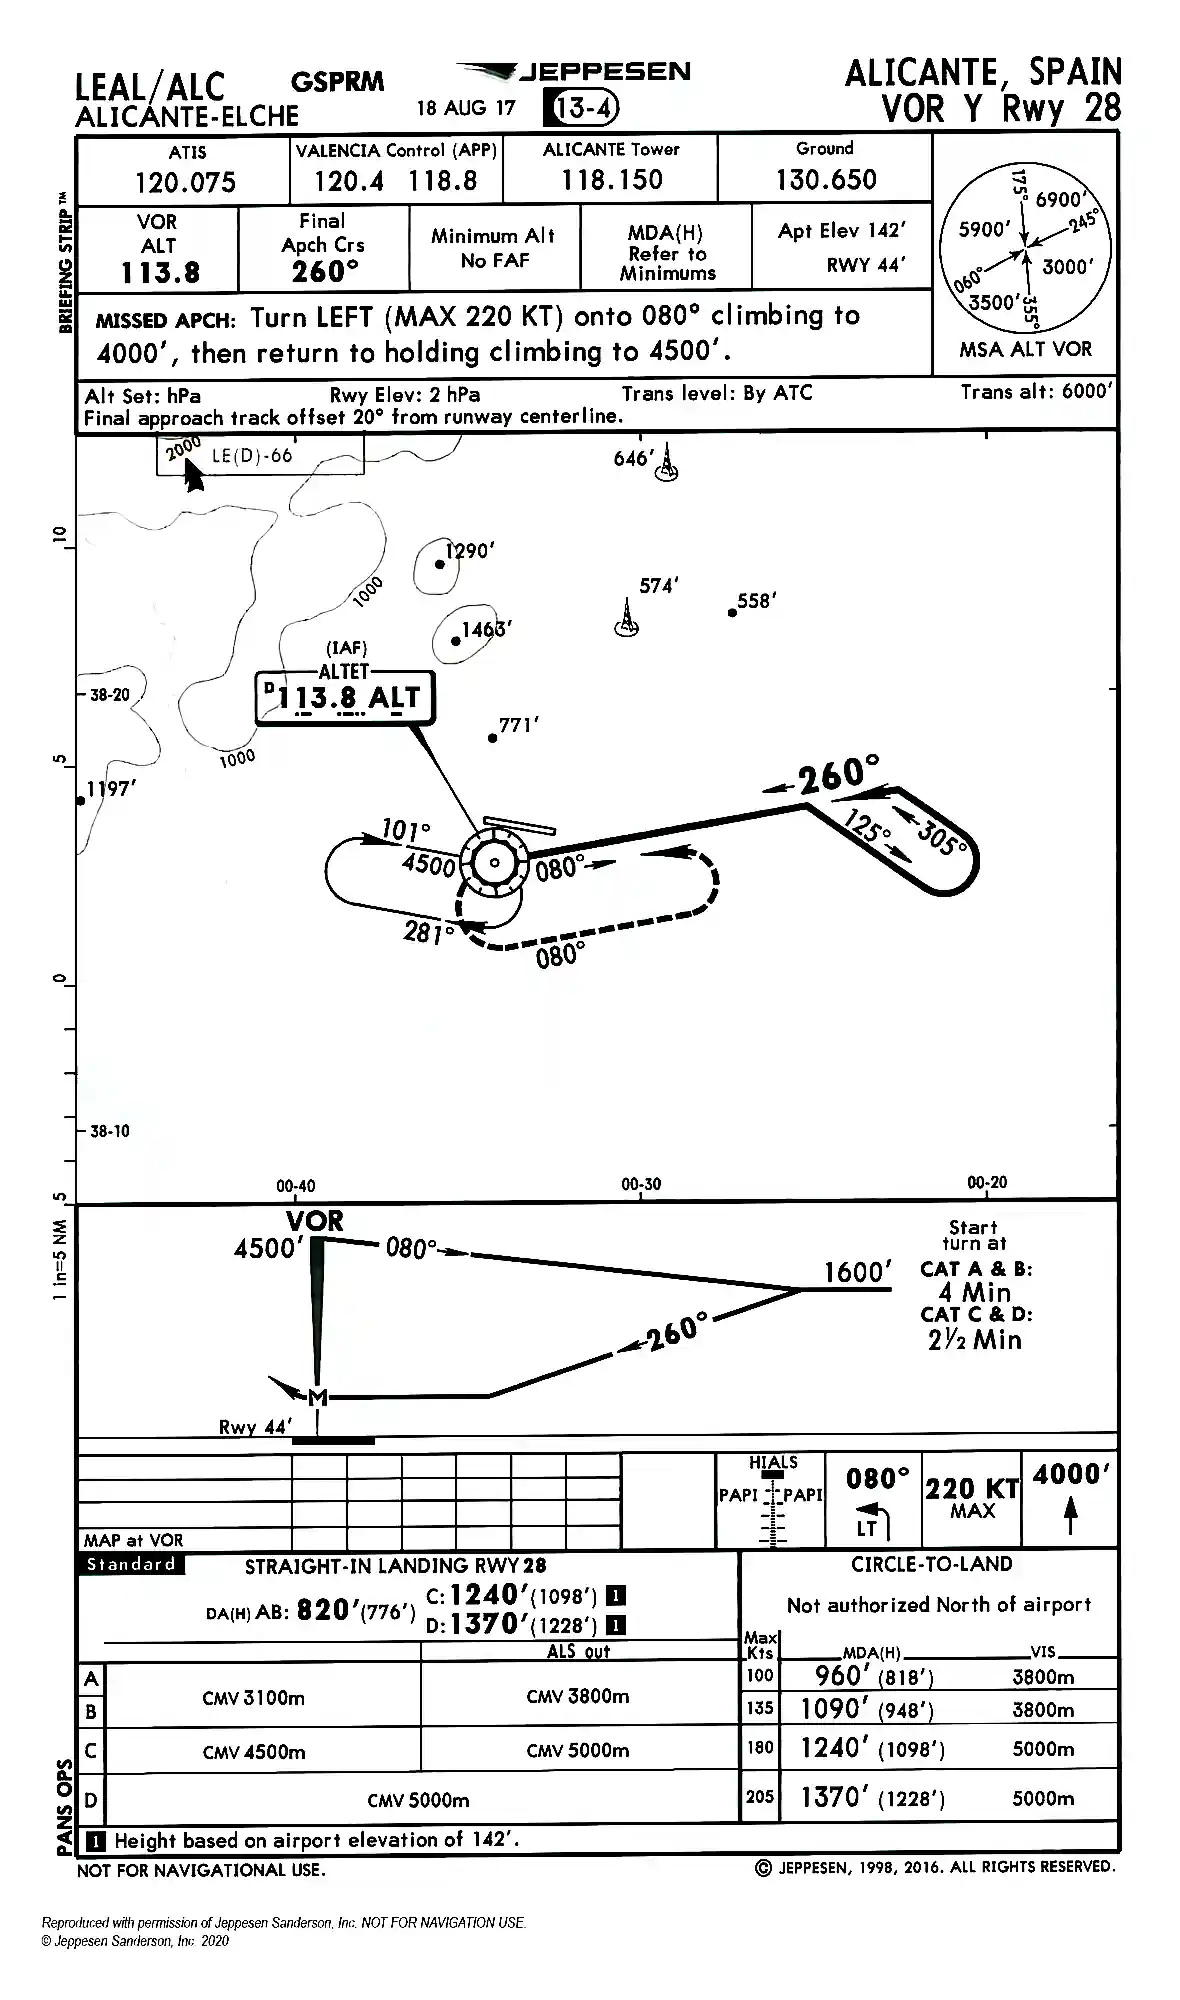 LEAL/ALC
ALICANTE-ELCHE
GSPRM
JEPPESEN
18 AUG 17
13-4
ALICANTE, SPAIN
VOR Y Rwy 28
BRIEFING STRIP™
ATIS
120.075
VALENCIA Control (APP)
120.4 118.8
ALICANTE Tower
118.150
Ground
130.650
VOR
ALT
113.8
Final
Apch Crs
260°
Minimum Alt
No FAF
MDA(H)
Refer to
Minimums
Apt Elev 142'
RWY 44'
175°
6900'
245°
5900'
3000'
060°
3500'
355°
MSA ALT VOR
MISSED APCH: Turn LEFT (MAX 220 KT) onto 080° climbing to
4000', then return to holding climbing to 4500'.
Alt Set: hPa Rwy Elev: 2 hPa Trans level: By ATC Trans alt: 6000'
Final approach track offset 20° from runway centerline.
2000
LE(D)-66
646'
10
1290'
1000
574'
558'
1463'
(IAF)
ALTET
D 113.8 ALT
38-20
771'
1000
5
1197'
260°
125°
305°
101°
4500
080°
281°
080°
0
38-10
5
00-40
00-30
00-20
1 in=5 NM
VOR
4500'
080°
1600'
260°
M
Rwy 44'
Start
turn at
CAT A & B:
4 Min
CAT C & D:
2½ Min
MAP at VOR
HIALS
PAPI PAPI
080°
LT
220 KT
MAX
4000'
Standard
STRAIGHT-IN LANDING RWY 28
DA(H) AB: 820'(776')
C: 1240'(1098') 1
D: 1370'(1228') 1
ALS out
A
B
CMV 3100m
CMV 3800m
C
CMV 4500m
CMV 5000m
D
CMV 5000m
CIRCLE-TO-LAND
Not authorized North of airport
Max
Kts
MDA(H)
VIS
100 960' (818') 3800m
135 1090' (948') 3800m
180 1240' (1098') 5000m
205 1370' (1228') 5000m
PANS OPS
1 Height based on airport elevation of 142'.
NOT FOR NAVIGATIONAL USE.
© JEPPESEN, 1998, 2016. ALL RIGHTS RESERVED.
Reproduced with permission of Jeppesen Sanderson, Inc. NOT FOR NAVIGATION USE.
© Jeppesen Sanderson, Inc. 2020